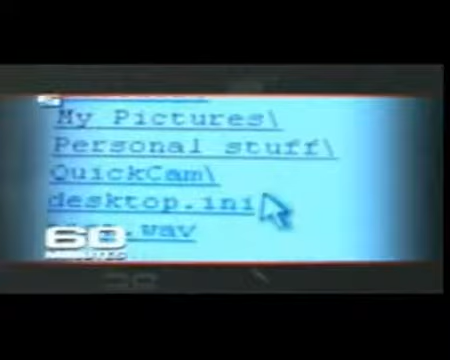 My Pictures\
Personal stuff\
QuickCam\
desktop.ini
.wav
60
MINUTES